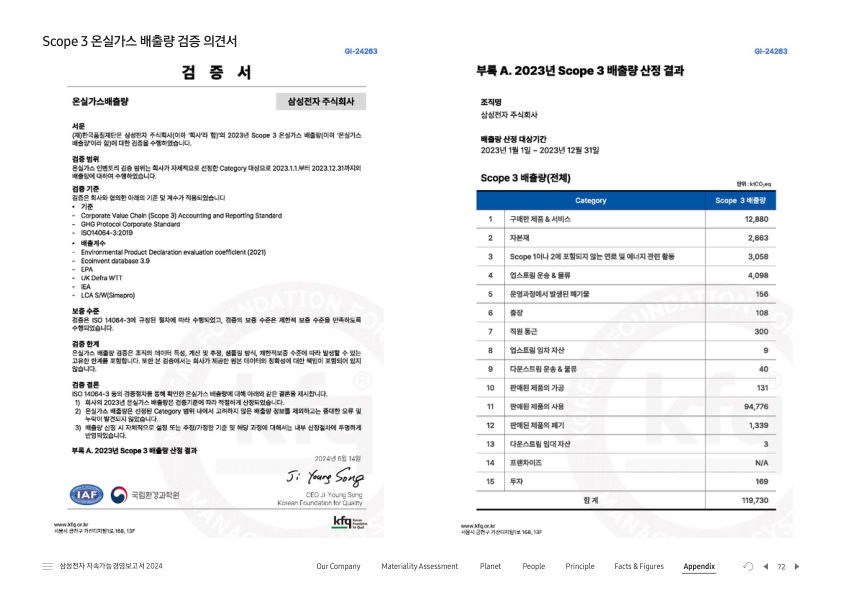 Scope 3 온실가스 배출량 검증 의견서
GI-24263
검 증 서
온실가스배출량
삼성전자 주식회사
서문
(재)한국품질재단은 삼성전자 주식회사(이하 '회사'라 함)의 2023년 Scope 3 온실가스 배출량(이하 '온실가스
배출량'이라 함)에 대한 검증을 수행하였습니다.
검증 범위
온실가스 인벤토리 검증 범위는 회사가 자체적으로 선정한 Category 대상으로 2023.1.1.부터 2023.12.31까지의
배출량에 대하여 수행하였습니다.
검증 기준
검증은 회사와 협의한 아래의 기준 및 계수가 적용되었습니다
• 기준
- Corporate Value Chain (Scope 3) Accounting and Reporting Standard
- GHG Protocol Corporate Standard
- ISO14064-3:2019
• 배출계수
- Environmental Product Declaration evaluation coefficient (2021)
- Ecoinvent database 3.9
- EPA
- UK Defra WTT
- IEA
- LCA S/W(Simapro)
보증 수준
검증은 ISO 14064-3에 규정된 절차에 따라 수행되었고, 검증의 보증 수준은 제한적 보증 수준을 만족하도록
수행되었습니다.
검증 한계
온실가스 배출량 검증은 조직의 데이터 특성, 계산 및 추정, 샘플링 방식, 제한적보증 수준에 따라 발생할 수 있는
고유한 한계를 포함합니다. 또한 본 검증에서는 회사가 제공한 원본 데이터의 정확성에 대한 책임이 포함되어 있지
않습니다.
검증 결론
ISO 14064-3 등의 검증절차를 통해 확인한 온실가스 배출량에 대해 아래와 같은 결론을 제시합니다.
1) 회사의 2023년 온실가스 배출량은 검증기준에 따라 적절하게 산정되었습니다.
2) 온실가스 배출량은 선정된 Category 범위 내에서 고려하지 않은 배출량 정보를 제외하고는 중대한 오류 및
누락이 발견되지 않았습니다.
3) 배출량 산정 시 자체적으로 설정 또는 추정/가정한 기준 및 해당 과정에 대해서는 내부 산정절차에 투명하게
반영되었습니다.
부록 A. 2023년 Scope 3 배출량 산정 결과
2024년 6월 14일
Ji Young Song
CEO Ji-Young Song
Korean Foundation for Quality
IAF
국립환경과학원
kfq Korean Foundation for Quality
www.kfq.or.kr
서울시 금천구 가산디지털1로 168, 13F
GI-24263
부록 A. 2023년 Scope 3 배출량 산정 결과
조직명
삼성전자 주식회사
배출량 산정 대상기간
2023년 1월 1일 ~ 2023년 12월 31일
Scope 3 배출량(전체)
단위 : ktCO₂eq
Category Scope 3 배출량
1 구매한 제품 & 서비스 12,880
2 자본재 2,663
3 Scope 1이나 2에 포함되지 않는 연료 및 에너지 관련 활동 3,058
4 업스트림 운송 & 물류 4,098
5 운영과정에서 발생된 폐기물 156
6 출장 108
7 직원 통근 300
8 업스트림 임차 자산 9
9 다운스트림 운송 & 물류 40
10 판매된 제품의 가공 131
11 판매된 제품의 사용 94,776
12 판매된 제품의 폐기 1,339
13 다운스트림 임대 자산 3
14 프랜차이즈 N/A
15 투자 169
합 계 119,730
www.kfq.or.kr
서울시 금천구 가산디지털1로 168, 13F
삼성전자 지속가능경영보고서 2024
Our Company Materiality Assessment Planet People Principle Facts & Figures Appendix 72